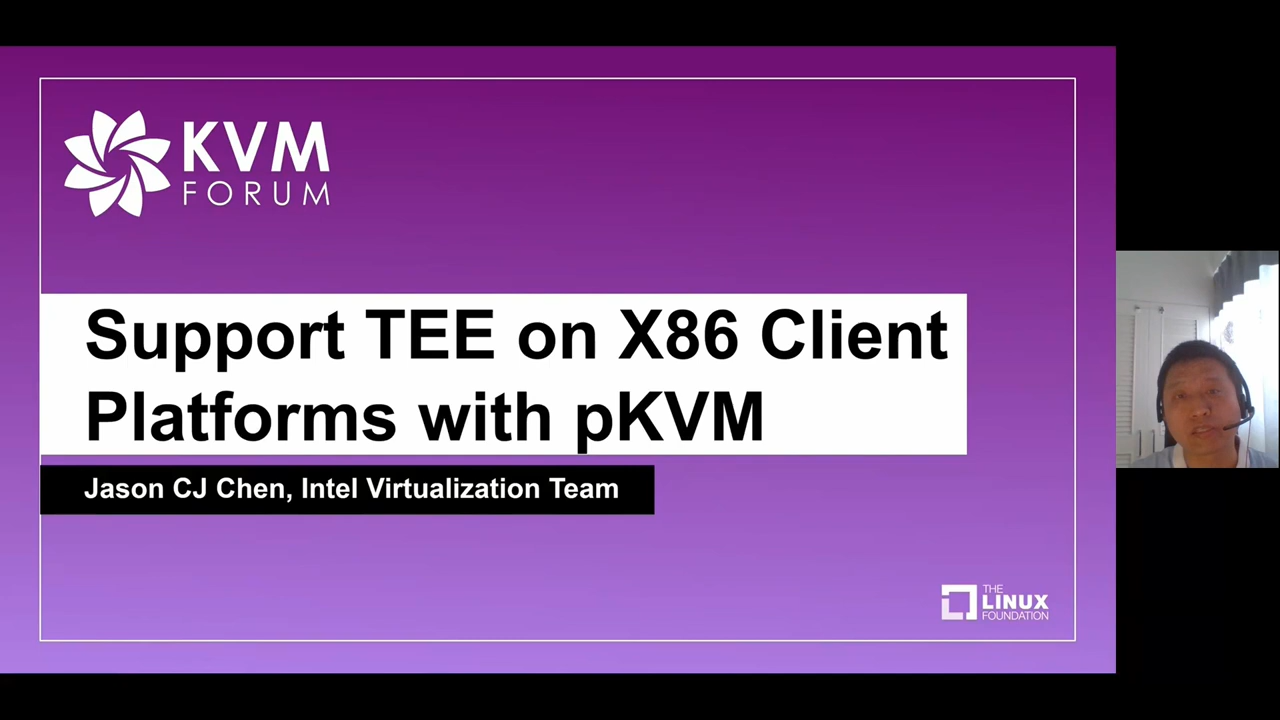 KVM
FORUM
Support TEE on X86 Client
Platforms with pKVM
Jason CJ Chen, Intel Virtualization Team
THE
LINUX
FOUNDATION